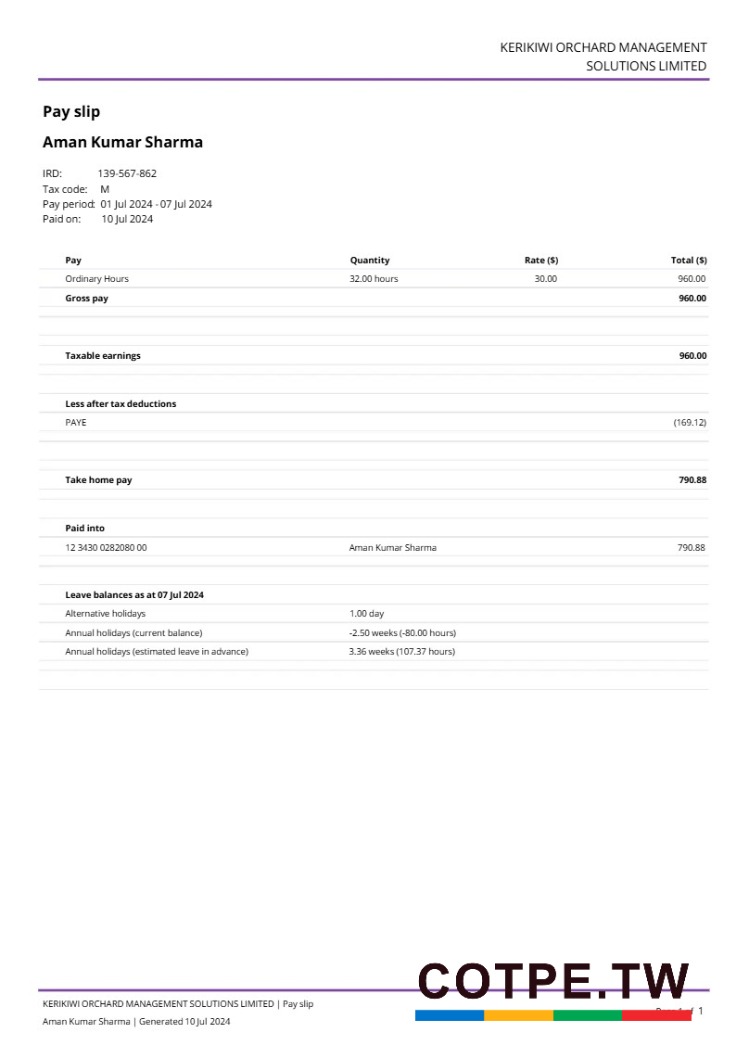 KERIKIWI ORCHARD MANAGEMENT
SOLUTIONS LIMITED
Pay slip
Aman Kumar Sharma
IRD: 139-567-862
Tax code: M
Pay period: 01 Jul 2024 - 07 Jul 2024
Paid on: 10 Jul 2024
Pay Quantity Rate ($) Total ($)
Ordinary Hours 32.00 hours 30.00 960.00
Gross pay 960.00
Taxable earnings 960.00
Less after tax deductions
PAYE (169.12)
Take home pay 790.88
Paid into
12 3430 0282080 00 Aman Kumar Sharma 790.88
Leave balances as at 07 Jul 2024
Alternative holidays 1.00 day
Annual holidays (current balance) -2.50 weeks (-80.00 hours)
Annual holidays (estimated leave in advance) 3.36 weeks (107.37 hours)
COTPE.TW
KERIKIWI ORCHARD MANAGEMENT SOLUTIONS LIMITED | Pay slip
1
Aman Kumar Sharma | Generated 10 Jul 2024